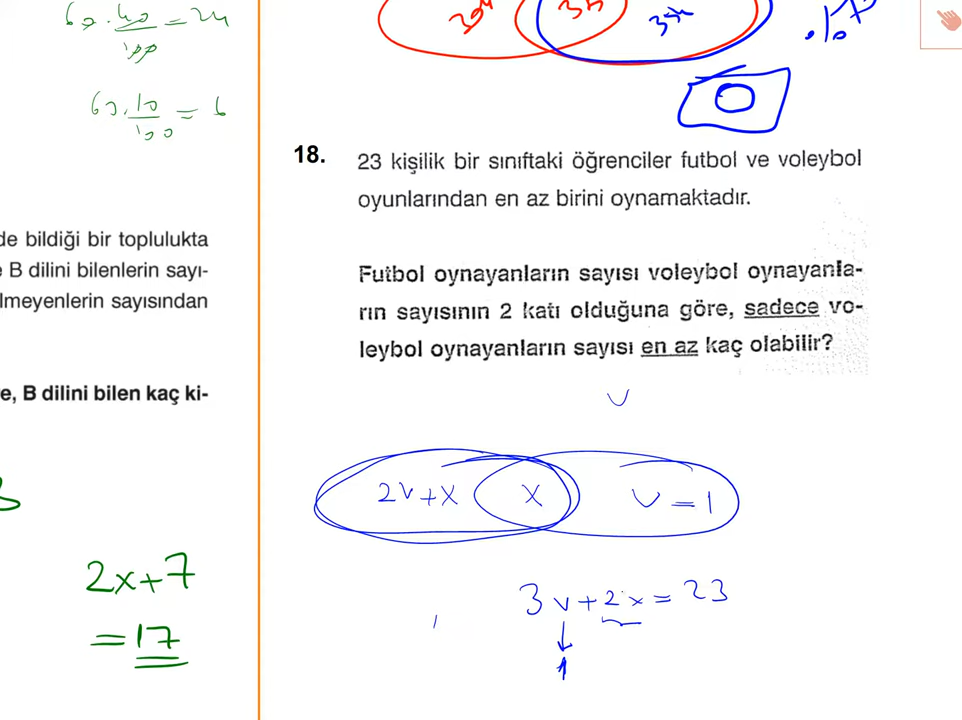 60.40/100 = 24
60.10/100 = 6
18. 23 kişilik bir sınıftaki öğrenciler futbol ve voleybol
oyunlarından en az birini oynamaktadır.
Futbol oynayanların sayısı voleybol oynayanla-
rın sayısının 2 katı olduğuna göre, sadece vo-
leybol oynayanların sayısı en az kaç olabilir?
V
2v+x x v = 1
3v+2x = 23
1
de bildiği bir toplulukta
B dilini bilenlerin sayı-
lmeyenlerin sayısından
e, B dilini bilen kaç ki-
2x+7
= 17